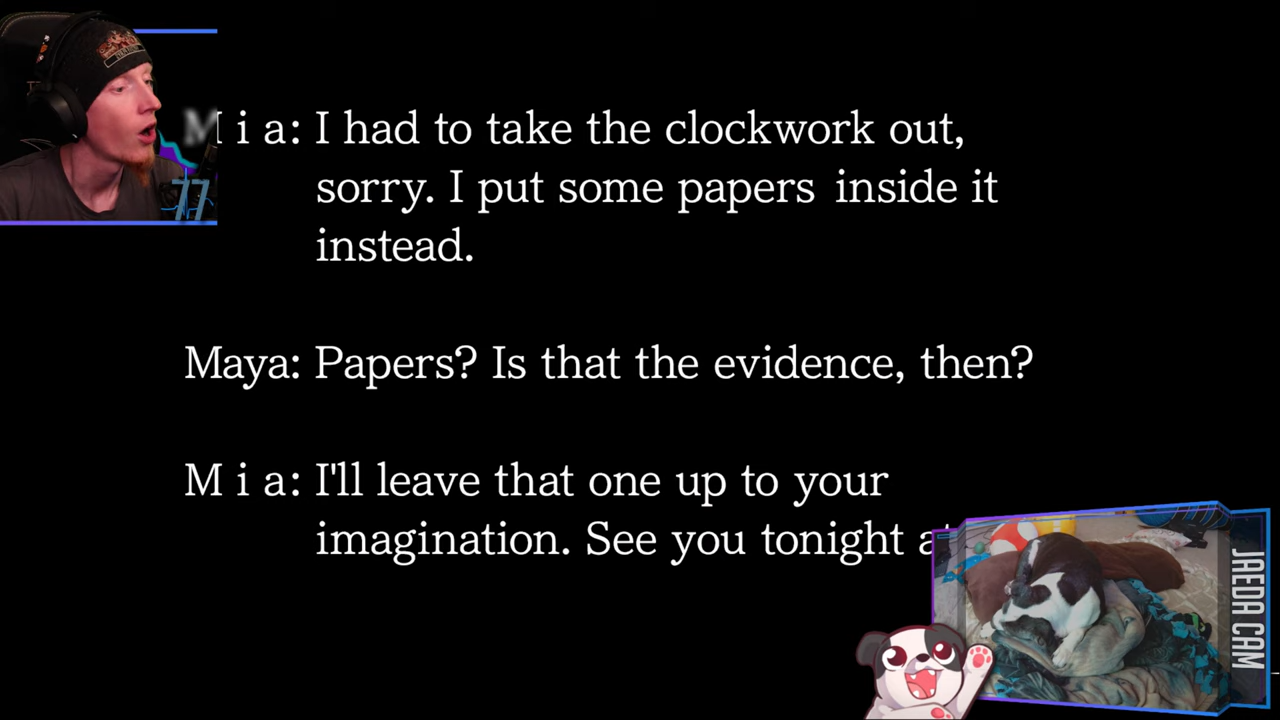 M i a: I had to take the clockwork out,
sorry. I put some papers inside it
instead.
Maya: Papers? Is that the evidence, then?
M i a: I'll leave that one up to your
imagination. See you tonight
77
JAEDA CAM